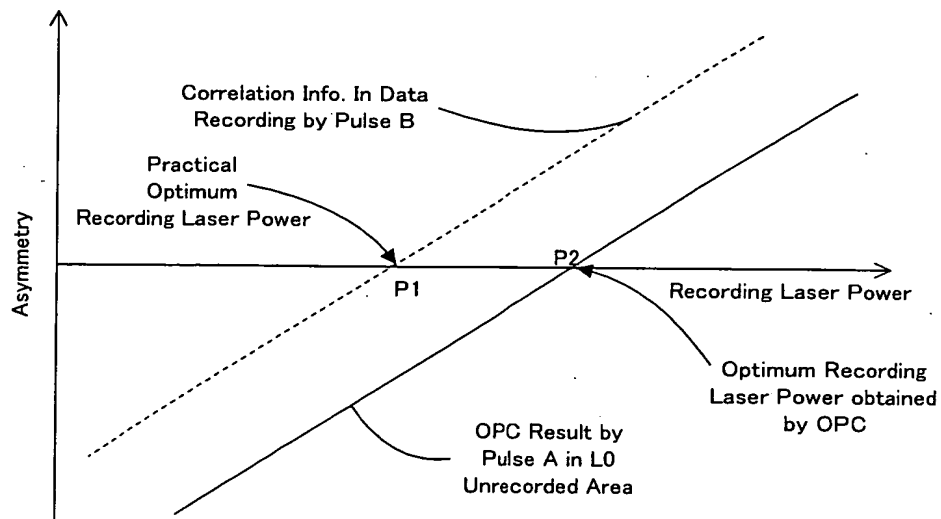 Correlation Info. In Data
Recording by Pulse B
Practical
Optimum
Recording Laser Power
Asymmetry
P1
P2
Recording Laser Power
Optimum Recording
Laser Power obtained
by OPC
OPC Result by
Pulse A in L0
Unrecorded Area